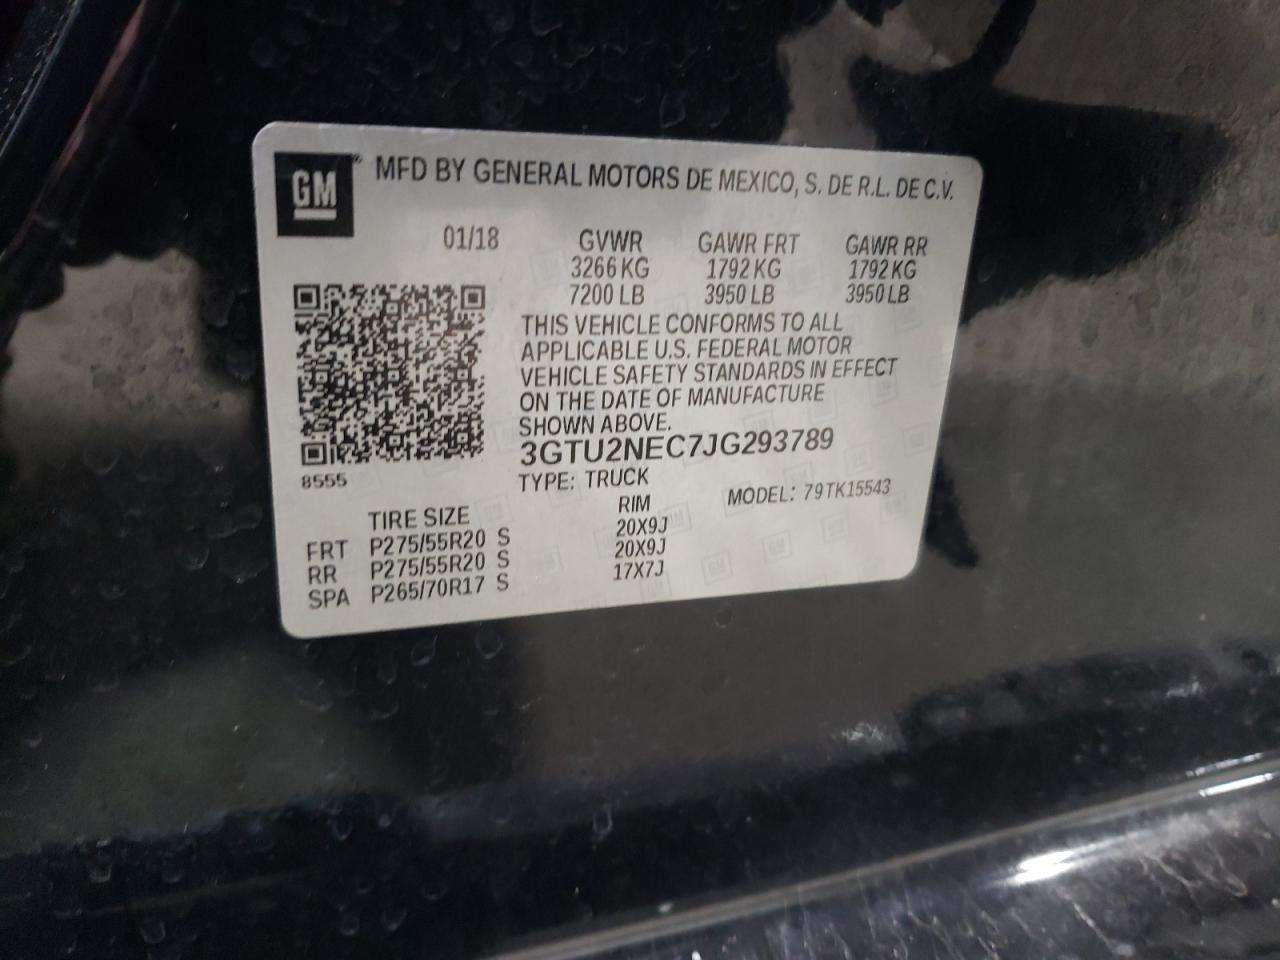 GM® MFD BY GENERAL MOTORS DE MEXICO, S. DE R.L. DE C.V.
01/18 GVWR GAWR FRT GAWR RR
3266 KG 1792 KG 1792 KG
7200 LB 3950 LB 3950 LB
THIS VEHICLE CONFORMS TO ALL
APPLICABLE U.S. FEDERAL MOTOR
VEHICLE SAFETY STANDARDS IN EFFECT
ON THE DATE OF MANUFACTURE
SHOWN ABOVE.
3GTU2NEC7JG293789
8555
TYPE: TRUCK MODEL: 79TK15543
TIRE SIZE RIM
FRT P275/55R20 S 20X9J
RR P275/55R20 S 20X9J
SPA P265/70R17 S 17X7J